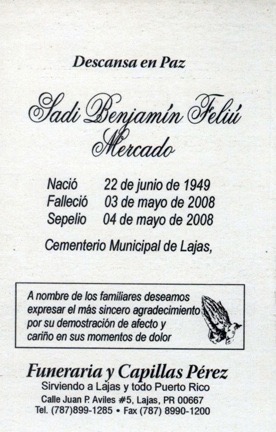 Descansa en Paz
Sadi Benjamín Feliú
Mercado
Nació 22 de junio de 1949
Falleció 03 de mayo de 2008
Sepelio 04 de mayo de 2008
Cementerio Municipal de Lajas,
A nombre de los familiares deseamos
expresar el más sincero agradecimiento
por su demostración de afecto y
cariño en sus momentos de dolor
Funeraria y Capillas Pérez
Sirviendo a Lajas y todo Puerto Rico
Calle Juan P. Aviles #5, Lajas, PR 00667
Tel. (787)899-1285 • Fax (787) 8990-1200